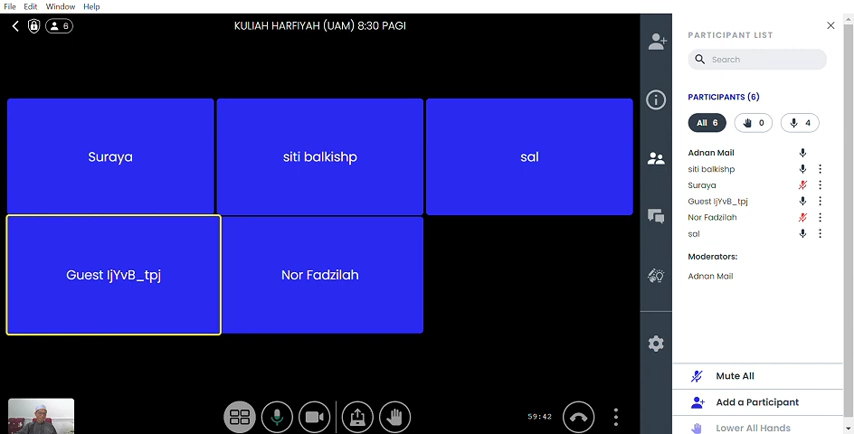 File Edit Window Help
6
KULIAH HARFIYAH (UAM) 8:30 PAGI
Suraya
siti balkishp
sal
Guest IjYvB_tpj
Nor Fadzilah
59:42
PARTICIPANT LIST
Search
PARTICIPANTS (6)
All 6 0 4
Adnan Mail
siti balkishp
Suraya
Guest IjYvB_tpj
Nor Fadzilah
sal
Moderators:
Adnan Mail
Mute All
Add a Participant
Lower All Hands